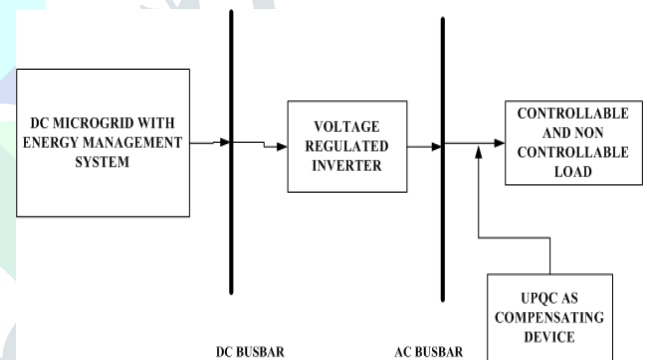 DC MICROGRID WITH
ENERGY MANAGEMENT
SYSTEM
VOLTAGE
REGULATED
INVERTER
CONTROLLABLE
AND NON
CONTROLLABLE
LOAD
UPQC AS
COMPENSATING
DEVICE
DC BUSBAR
AC BUSBAR